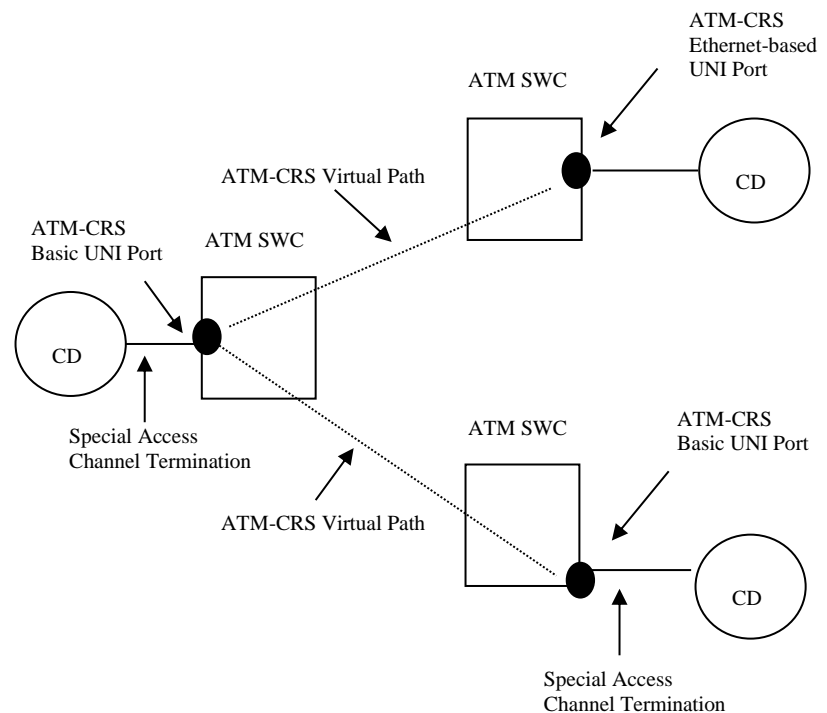 ATM-CRS
Ethernet-based
UNI Port
ATM SWC
CD
ATM-CRS Virtual Path
ATM-CRS
Basic UNI Port
ATM SWC
CD
Special Access
Channel Termination
ATM-CRS Virtual Path
ATM SWC
ATM-CRS
Basic UNI Port
CD
Special Access
Channel Termination